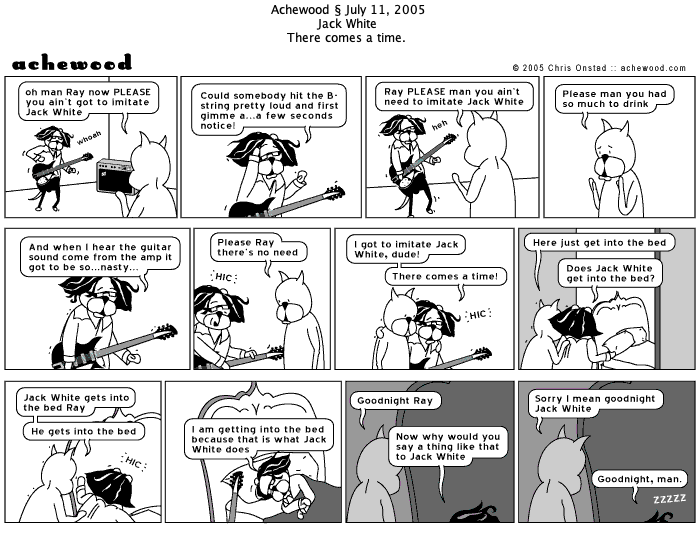 Achewood § July 11, 2005
Jack White
There comes a time.
achewood
© 2005 Chris Onstad :: achewood.com
oh man Ray now PLEASE
you ain't got to imitate
Jack White
whoah
Could somebody hit the B-
string pretty loud and first
gimme a...a few seconds
notice!
Ray PLEASE man you ain't
need to imitate Jack White
heh
Please man you had
so much to drink
And when I hear the guitar
sound come from the amp it
got to be so...nasty...
Please Ray
there's no need
HIC
I got to imitate Jack
White, dude!
There comes a time!
HIC
Here just get into the bed
Does Jack White
get into the bed?
Jack White gets into
the bed Ray
He gets into the bed
HIC
I am getting into the bed
because that is what Jack
White does
Goodnight Ray
Now why would you
say a thing like that
to Jack White
Sorry I mean goodnight
Jack White
Goodnight, man.
zzzzz